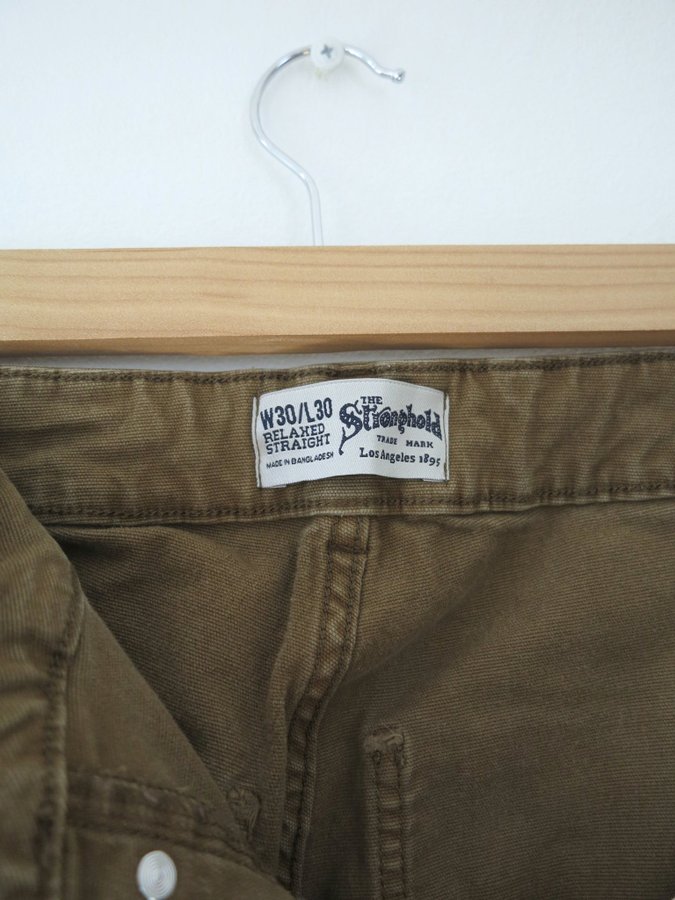 W30/L30
RELAXED
STRAIGHT
MADE IN BANGLADESH
THE
Stronghold
TRADE MARK
Los Angeles 1895